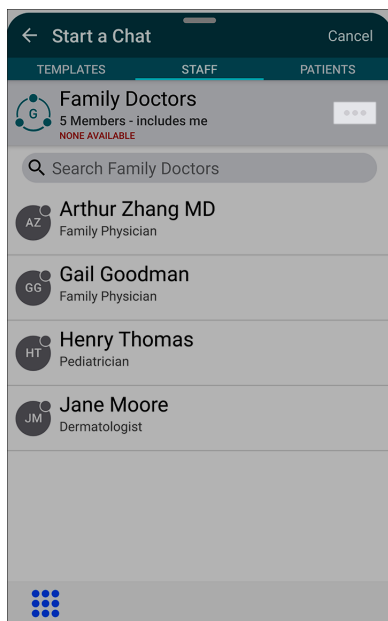 Start a Chat
Cancel
TEMPLATES
STAFF
PATIENTS
G
Family Doctors
5 Members - includes me
NONE AVAILABLE
Search Family Doctors
AZ
Arthur Zhang MD
Family Physician
GG
Gail Goodman
Family Physician
HT
Henry Thomas
Pediatrician
JM
Jane Moore
Dermatologist